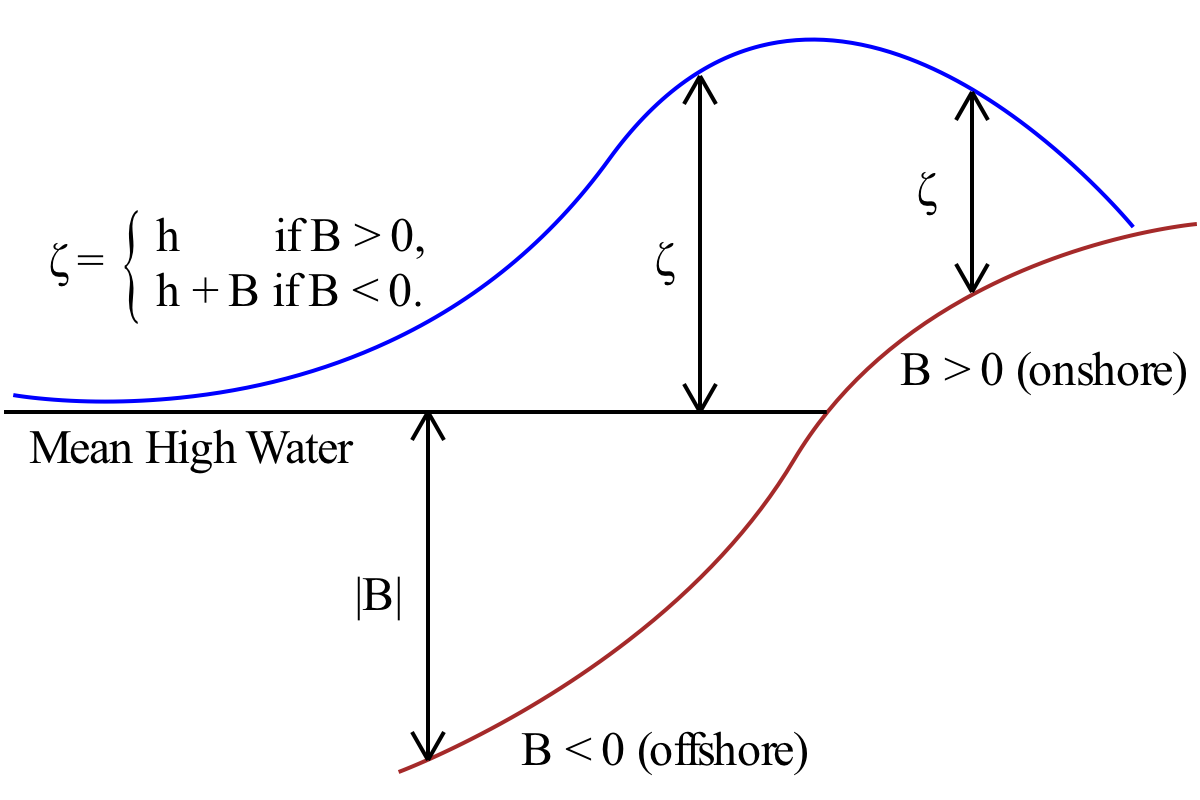 ζ
ζ
ζ = { h if B > 0,
h + B if B < 0.
B > 0 (onshore)
Mean High Water
|B|
B < 0 (offshore)